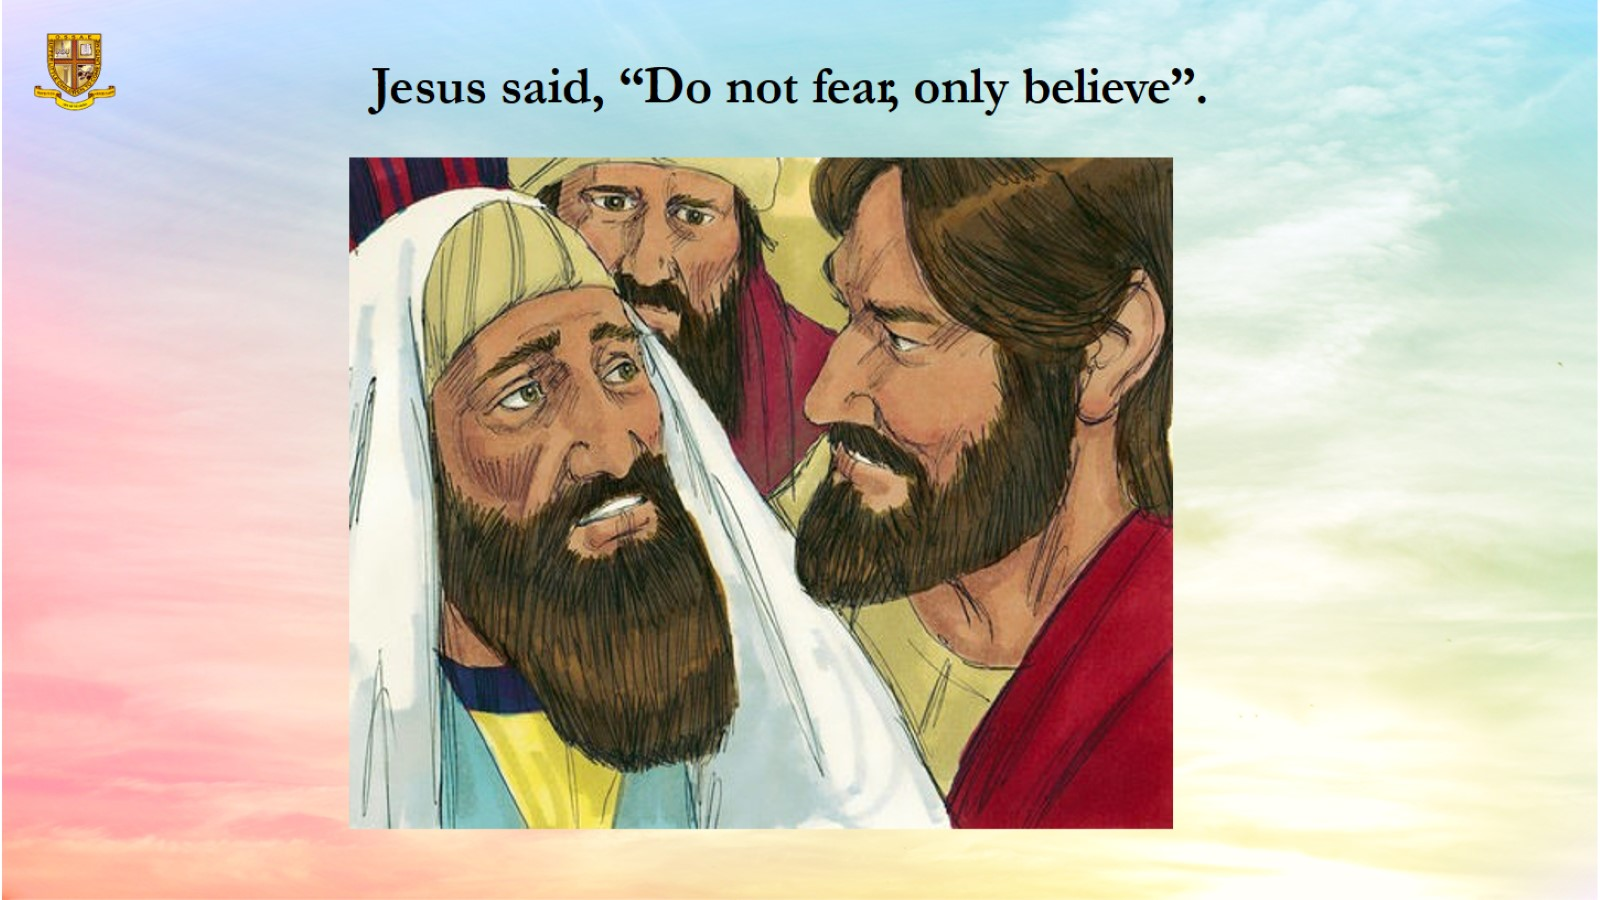 O.S.S.A.E
Jesus said, “Do not fear, only believe”.